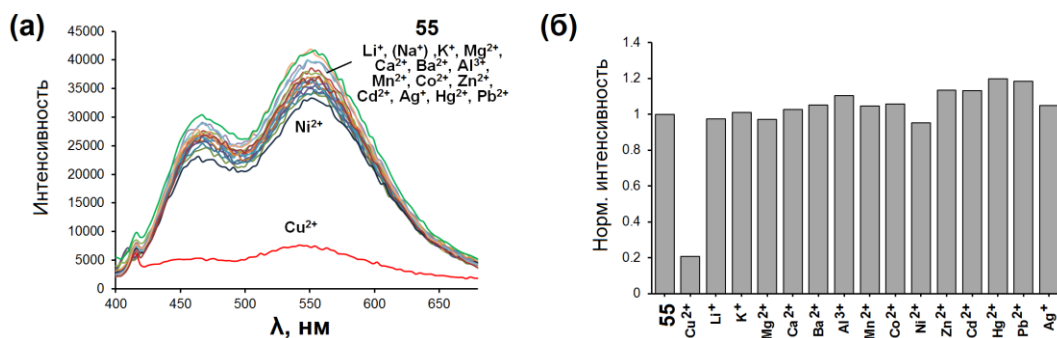 (а)
Интенсивность
45000
40000
35000
30000
25000
20000
15000
10000
5000
0
400
450
500
550
600
650
λ, нм
55
Li⁺, (Na⁺) ,K⁺, Mg²⁺,
Ca²⁺, Ba²⁺, Al³⁺,
Mn²⁺, Co²⁺, Zn²⁺,
Cd²⁺, Ag⁺, Hg²⁺, Pb²⁺
Ni²⁺
Cu²⁺
(б)
Норм. интенсивность
1.4
1.2
1.0
0.8
0.6
0.4
0.2
0
55
Cu²⁺
Li⁺
K⁺
Mg²⁺
Ca²⁺
Ba²⁺
Al³⁺
Mn²⁺
Co²⁺
Ni²⁺
Zn²⁺
Cd²⁺
Hg²⁺
Pb²⁺
Ag⁺